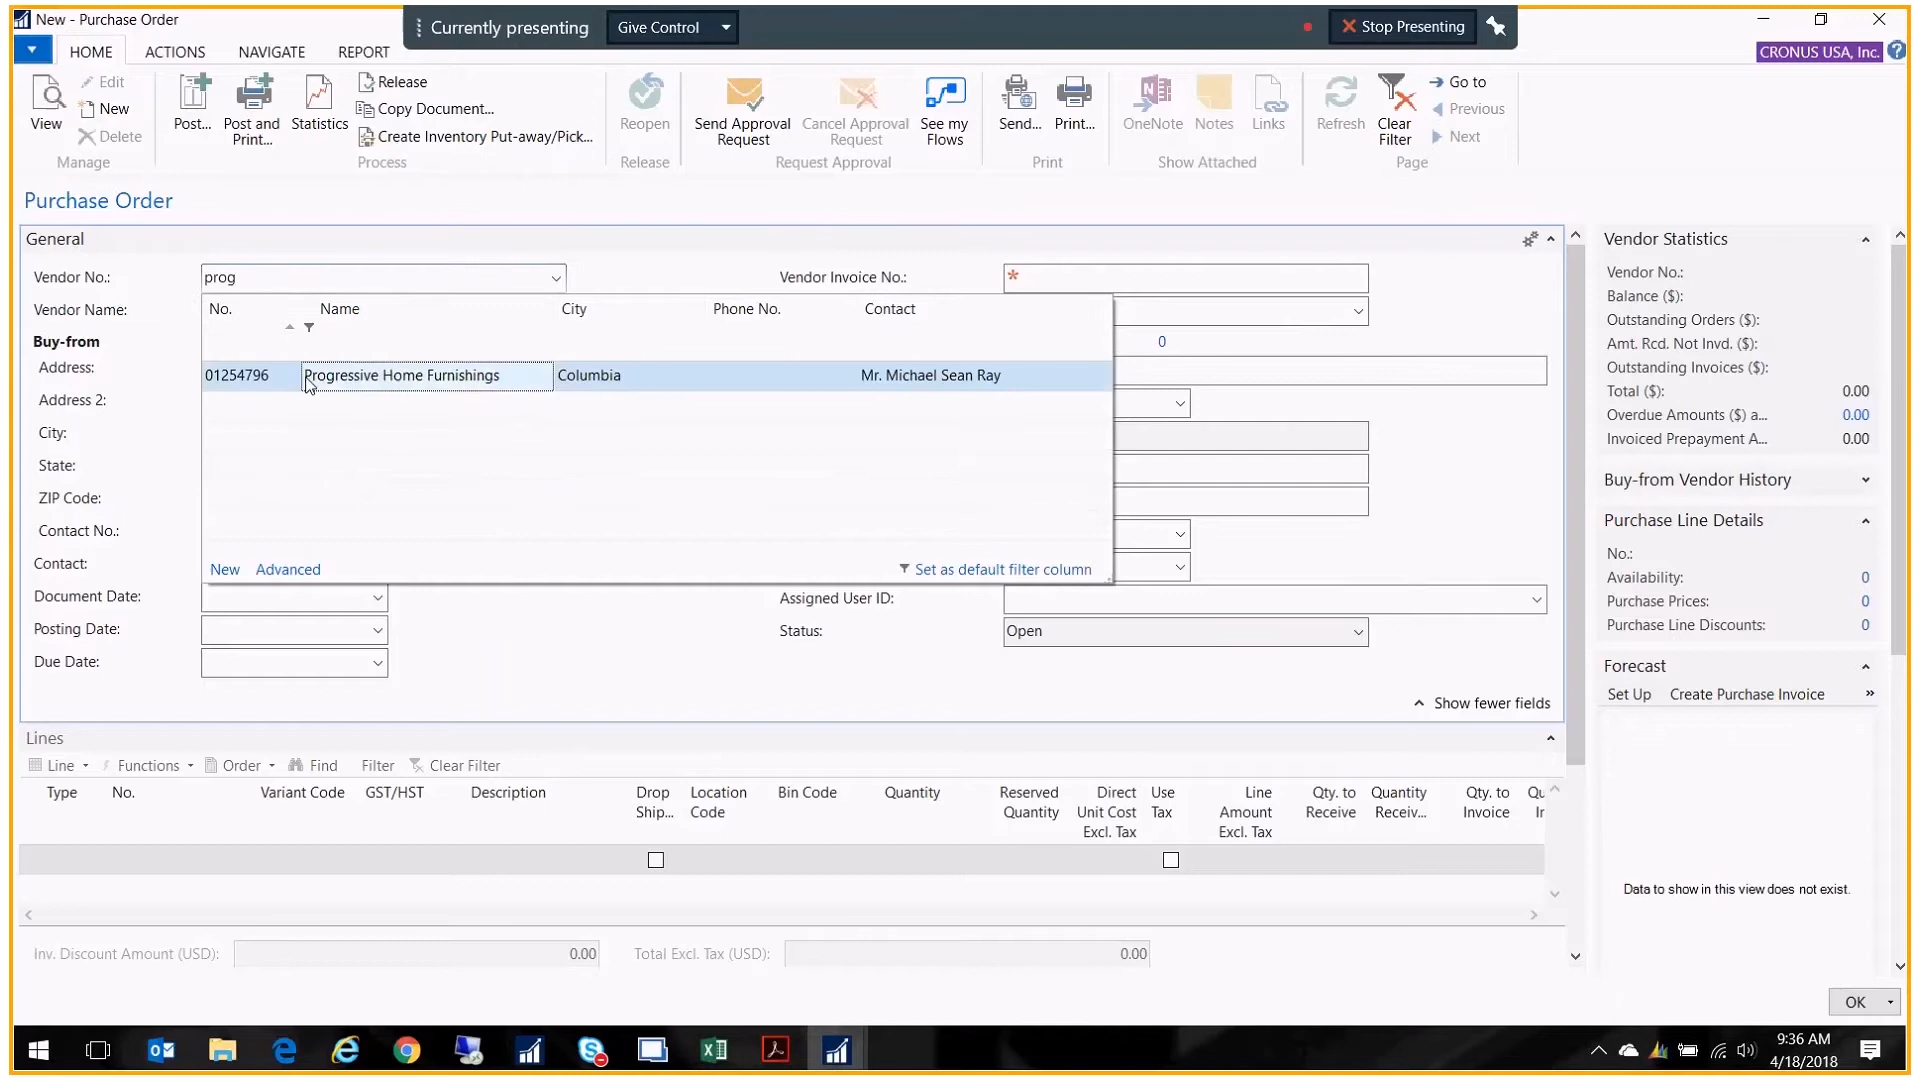 New - Purchase Order
Currently presenting
Give Control
Stop Presenting
HOME
ACTIONS
NAVIGATE
REPORT
CRONUS USA, Inc.
View
Edit
New
Delete
Manage
Post...
Post and Print...
Statistics
Release
Copy Document...
Create Inventory Put-away/Pick...
Process
Reopen
Release
Send Approval Request
Cancel Approval Request
See my Flows
Request Approval
Send...
Print...
Print
OneNote
Notes
Links
Show Attached
Refresh
Clear Filter
Go to
Previous
Next
Page
Purchase Order
General
Vendor No.:
prog
Vendor Invoice No.:
*
Vendor Name:
No.
Name
City
Phone No.
Contact
Buy-from
0
Address:
01254796
Progressive Home Furnishings
Columbia
Mr. Michael Sean Ray
Address 2:
City:
State:
ZIP Code:
Contact No.:
Contact:
New
Advanced
Set as default filter column
Document Date:
Assigned User ID:
Posting Date:
Status:
Open
Due Date:
Show fewer fields
Lines
Line
Functions
Order
Find
Filter
Clear Filter
Type
No.
Variant Code
GST/HST
Description
Drop Ship...
Location Code
Bin Code
Quantity
Reserved Quantity
Direct Unit Cost Excl. Tax
Use Tax
Line Amount Excl. Tax
Qty. to Receive
Quantity Receiv...
Qty. to Invoice
Inv. Discount Amount (USD):
0.00
Total Excl. Tax (USD):
0.00
Vendor Statistics
Vendor No.:
Balance ($):
Outstanding Orders ($):
Amt. Rcd. Not Invd. ($):
Outstanding Invoices ($):
Total ($):
0.00
Overdue Amounts ($) a...
0.00
Invoiced Prepayment A...
0.00
Buy-from Vendor History
Purchase Line Details
No.:
Availability:
0
Purchase Prices:
0
Purchase Line Discounts:
0
Forecast
Set Up
Create Purchase Invoice
Data to show in this view does not exist.
OK
9:36 AM
4/18/2018